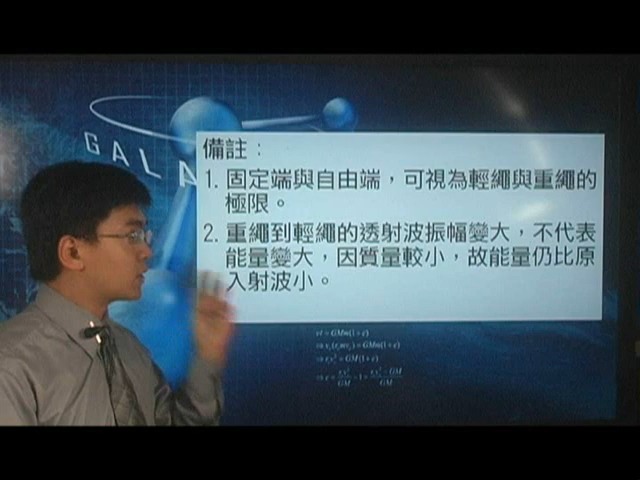 GALA
備註：
1. 固定端與自由端，可視為輕繩與重繩的
極限。
2. 重繩到輕繩的透射波振幅變大，不代表
能量變大，因質量較小，故能量仍比原
入射波小。